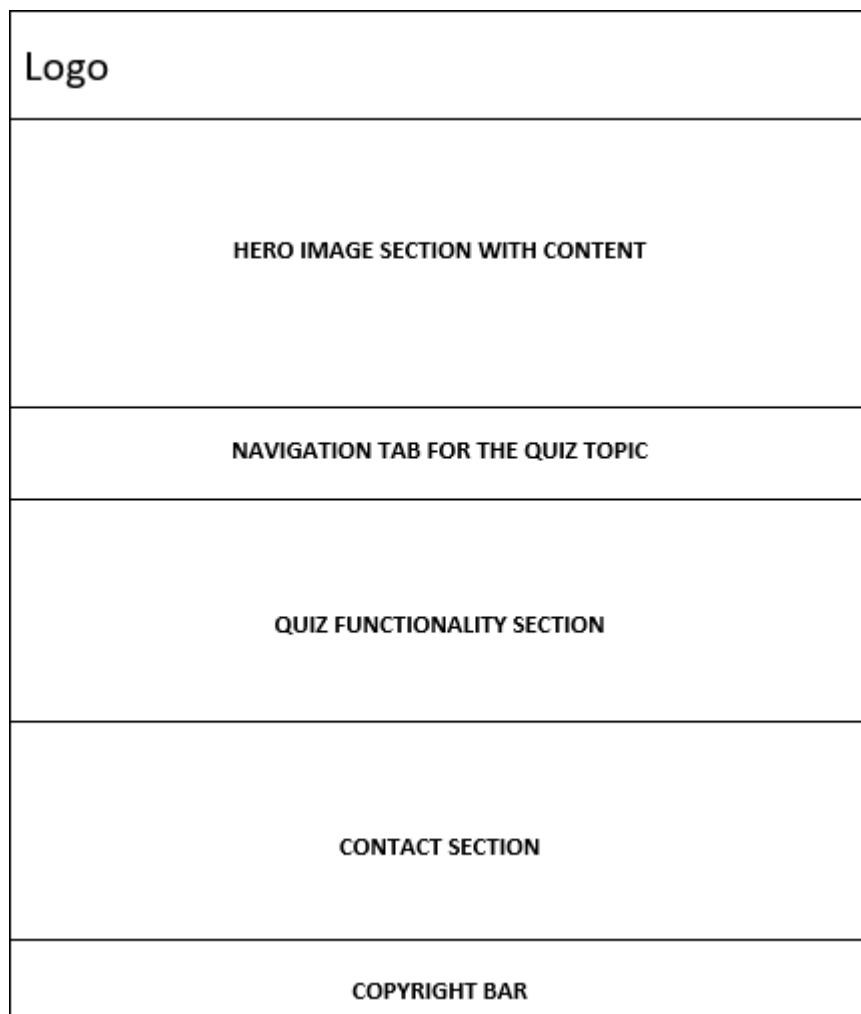 Logo
HERO IMAGE SECTION WITH CONTENT
NAVIGATION TAB FOR THE QUIZ TOPIC
QUIZ FUNCTIONALITY SECTION
CONTACT SECTION
COPYRIGHT BAR